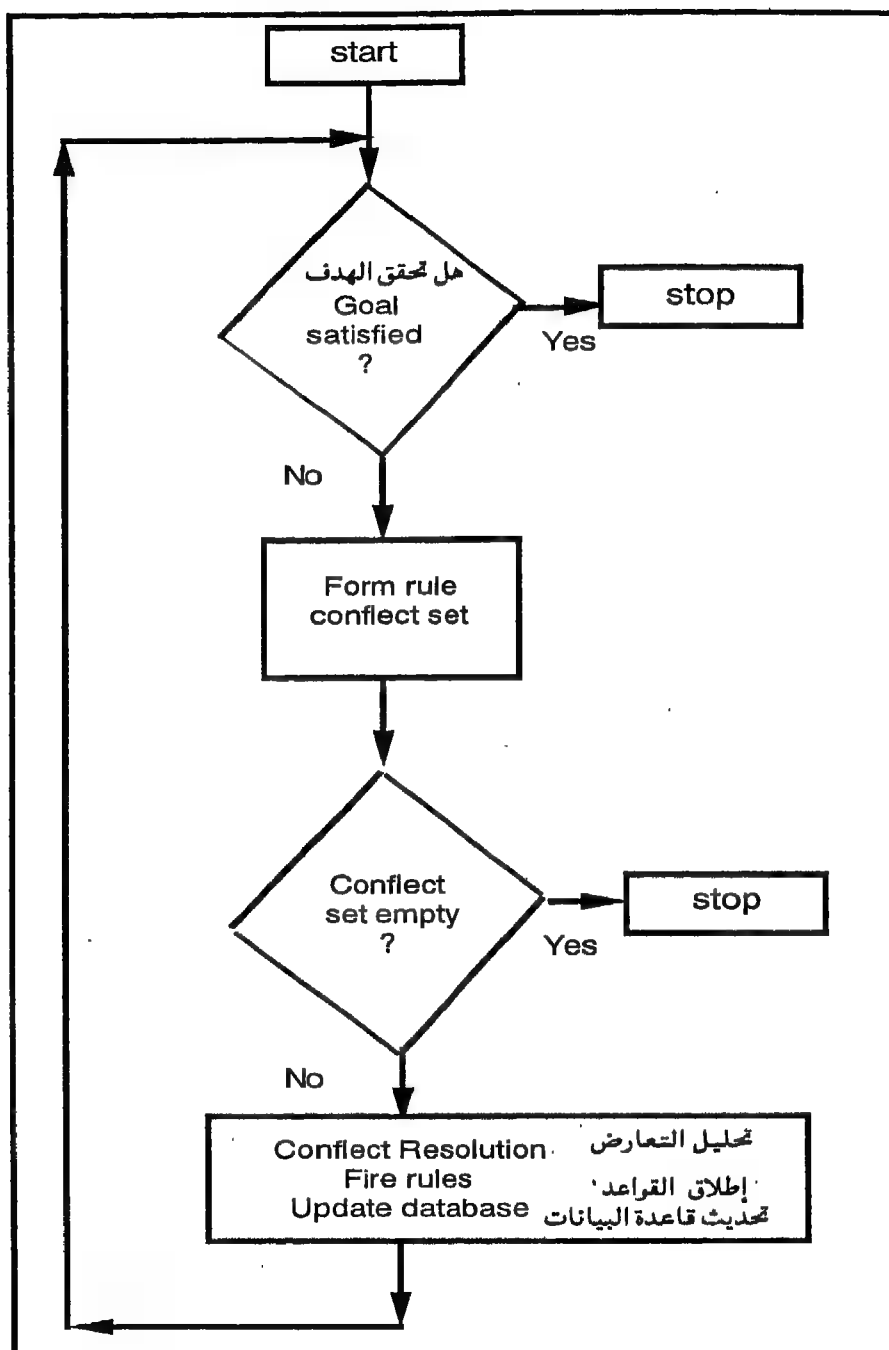 start
هل تحقق الهدف
Goal
satisfied
?
stop
Yes
No
Form rule
conflect set
Conflect
set empty
?
stop
Yes
No
Conflect Resolution تحليل التعارض
Fire rules إطلاق القواعد
Update database تحديث قاعدة البيانات